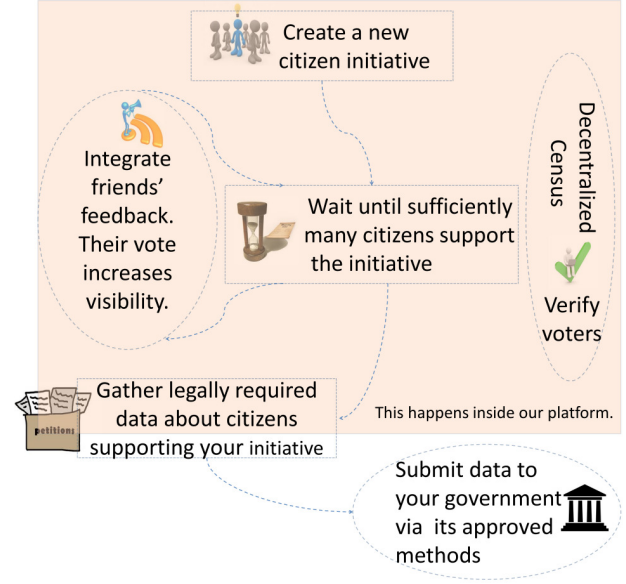 Create a new
citizen initiative
Integrate
friends’
feedback.
Their vote
increases
visibility.
Wait until sufficiently
many citizens support
the initiative
Decentralized
Census
Verify
voters
Gather legally required
data about citizens
supporting your initiative
petitions
This happens inside our platform.
Submit data to
your government
via its approved
methods